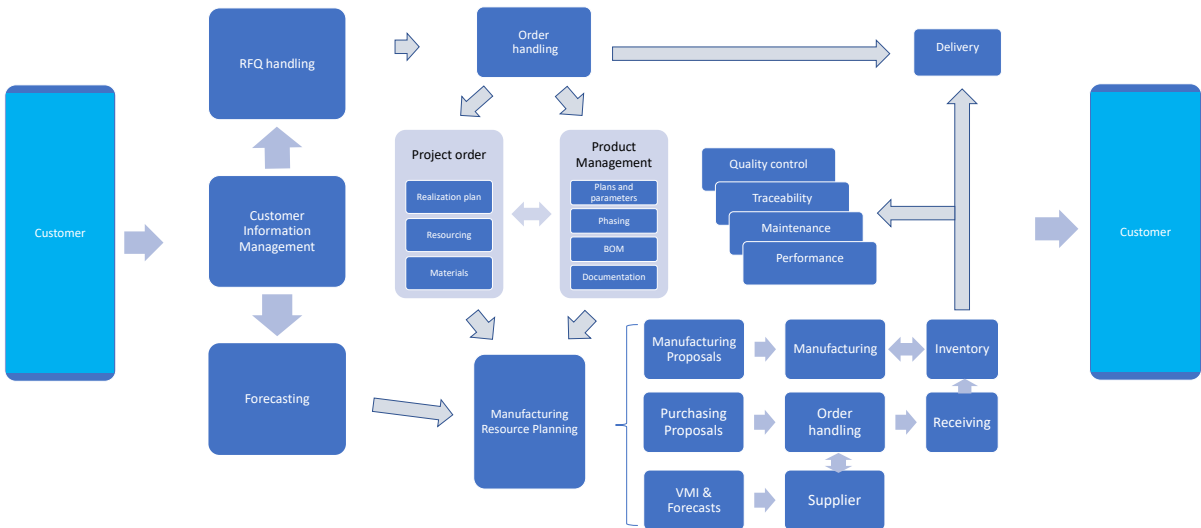 Customer
RFQ handling
Customer
Information
Management
Forecasting
Order
handling
Project order
Realization plan
Resourcing
Materials
Product
Management
Plans and
parameters
Phasing
BOM
Documentation
Manufacturing
Resource Planning
Quality control
Traceability
Maintenance
Performance
Manufacturing
Proposals
Manufacturing
Inventory
Purchasing
Proposals
Order
handling
Receiving
VMI &
Forecasts
Supplier
Delivery
Customer